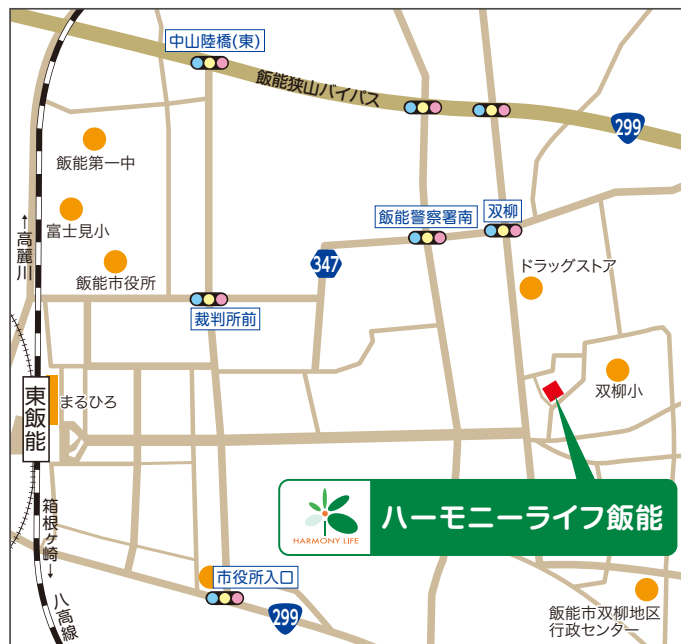 中山陸橋(東)
飯能狭山バイパス
299
飯能第一中
富士見小
←高麗川
飯能市役所
飯能警察署南
双柳
347
ドラッグストア
裁判所前
東飯能
まるひろ
双柳小
HARMONY LIFE
ハーモニーライフ飯能
箱根ヶ崎→
八高線
市役所入口
299
飯能市双柳地区
行政センター